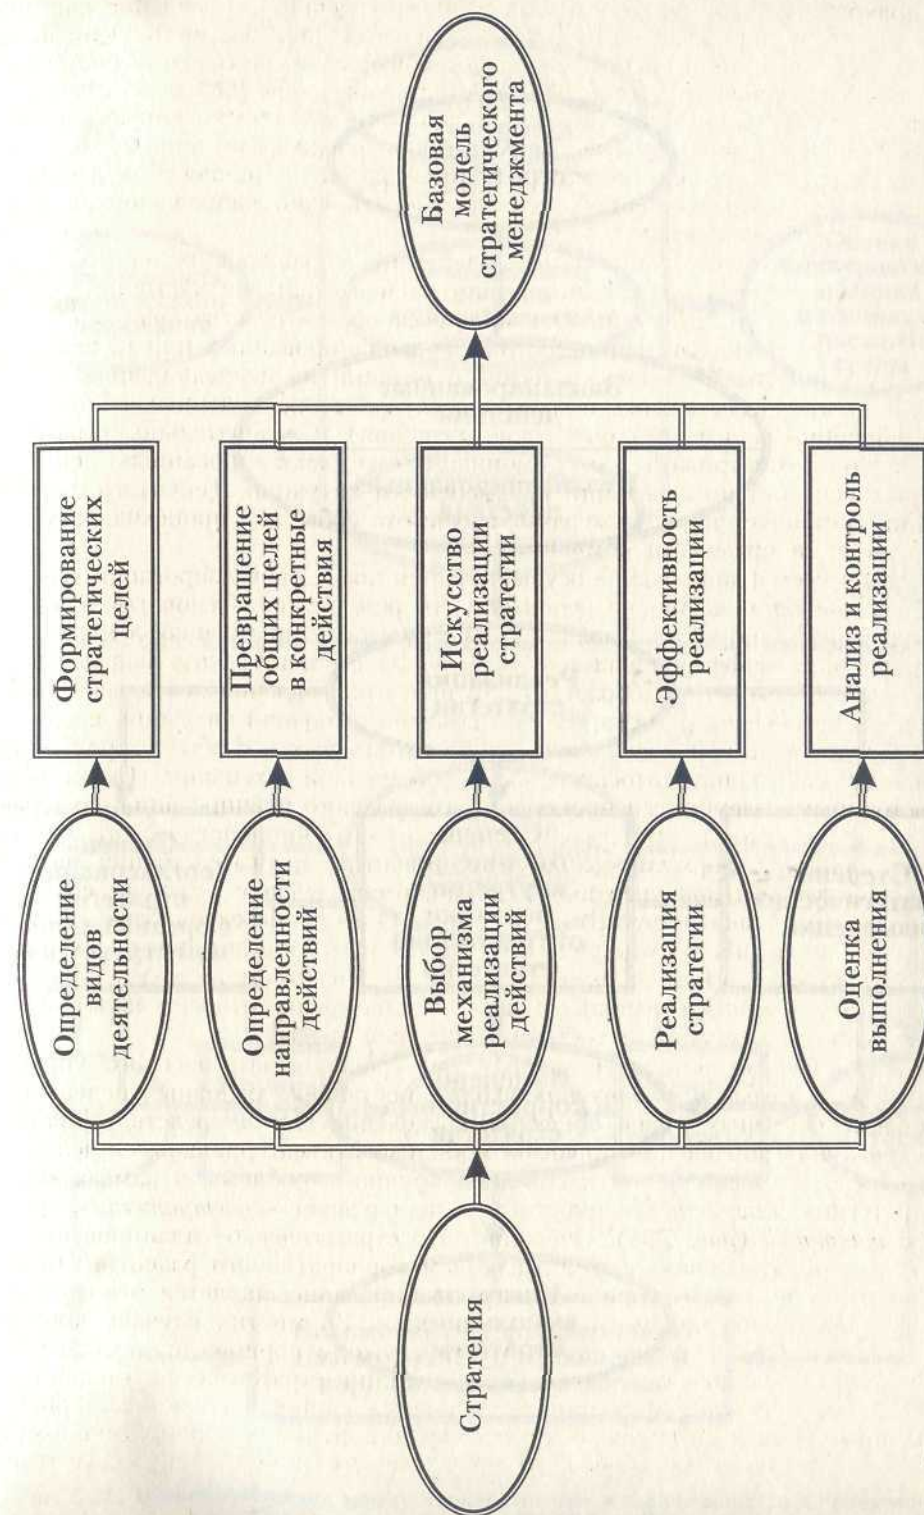 Стратегия
Определение
видов
деятельности
Определение
направленности
действий
Выбор
механизма
реализации
действий
Реализация
стратегии
Оценка
выполнения
Формирование
стратегических
целей
Превращение
общих целей
в конкретные
действия
Искусство
реализации
стратегии
Эффективность
реализации
Анализ и контроль
реализации
Базовая
модель
стратегического
менеджмента